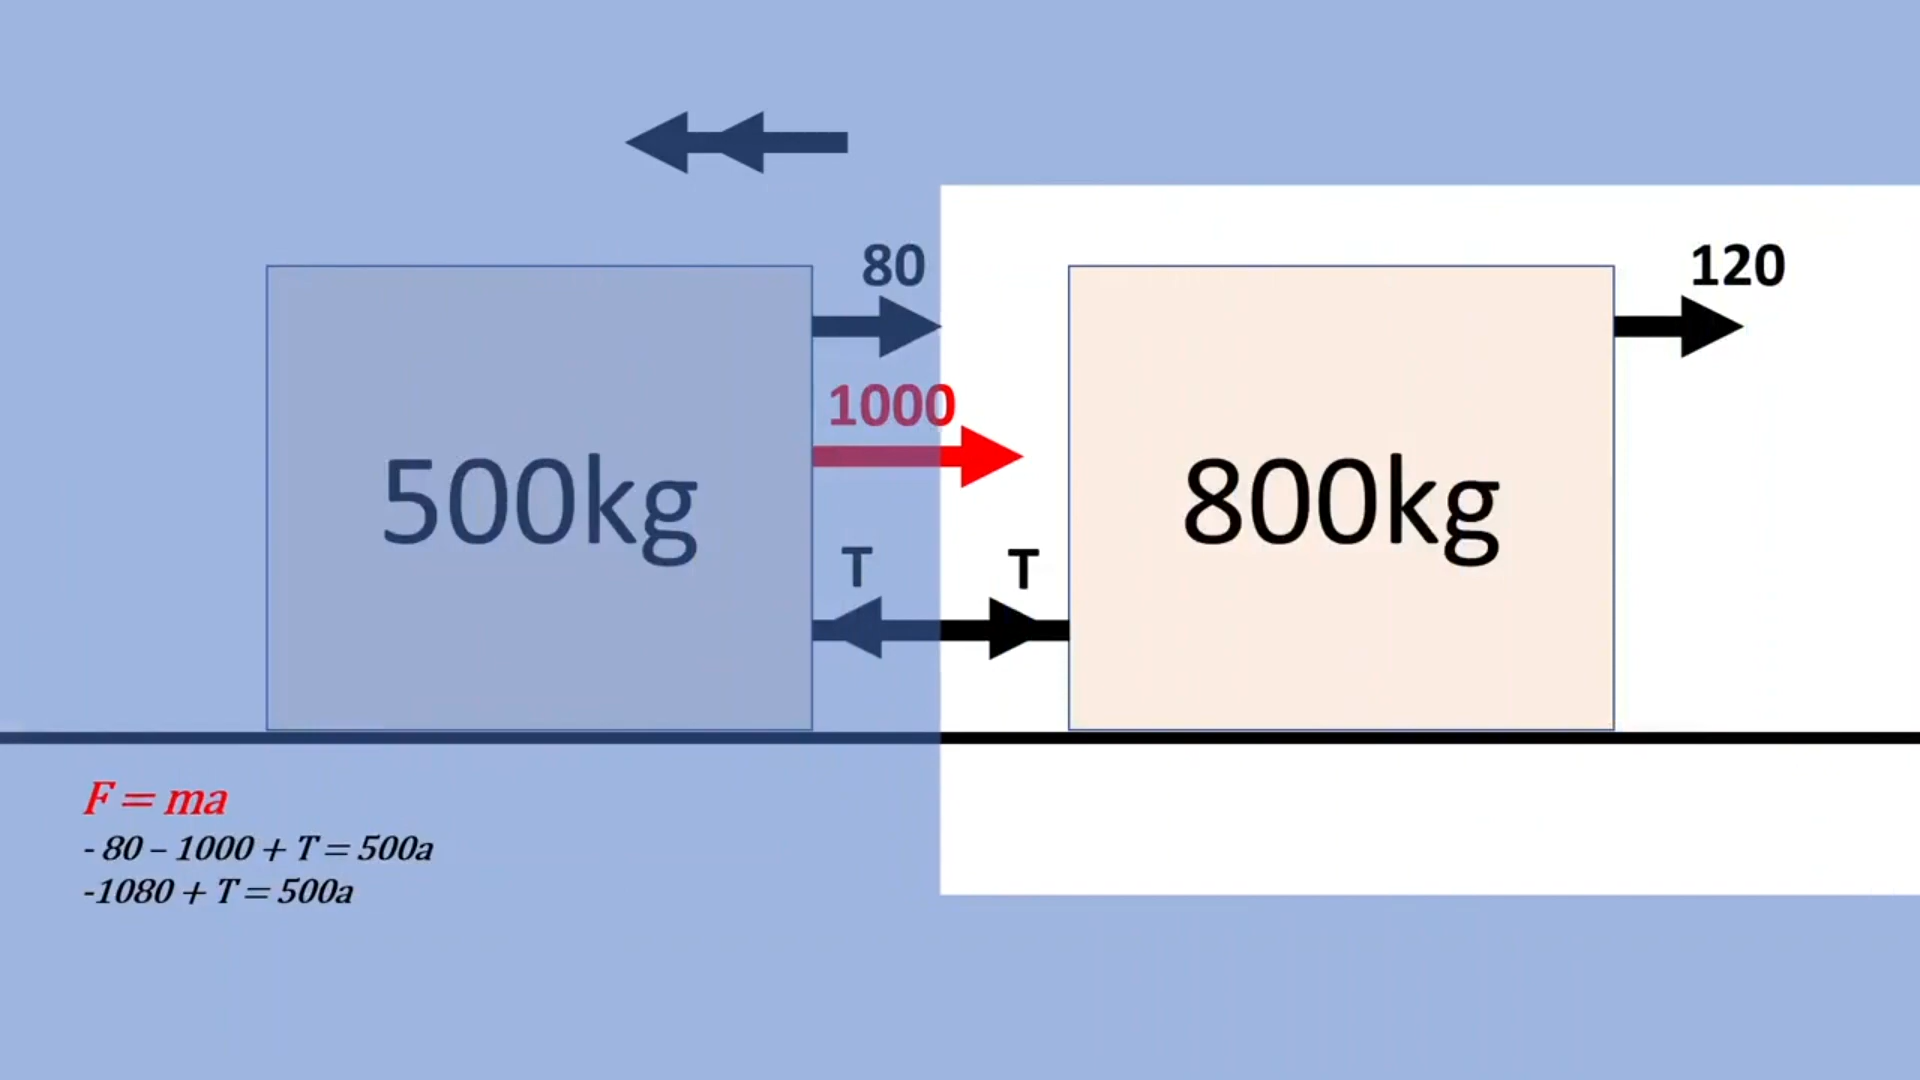 80
120
1000
500kg
800kg
T
T
F = ma
- 80 – 1000 + T = 500a
-1080 + T = 500a